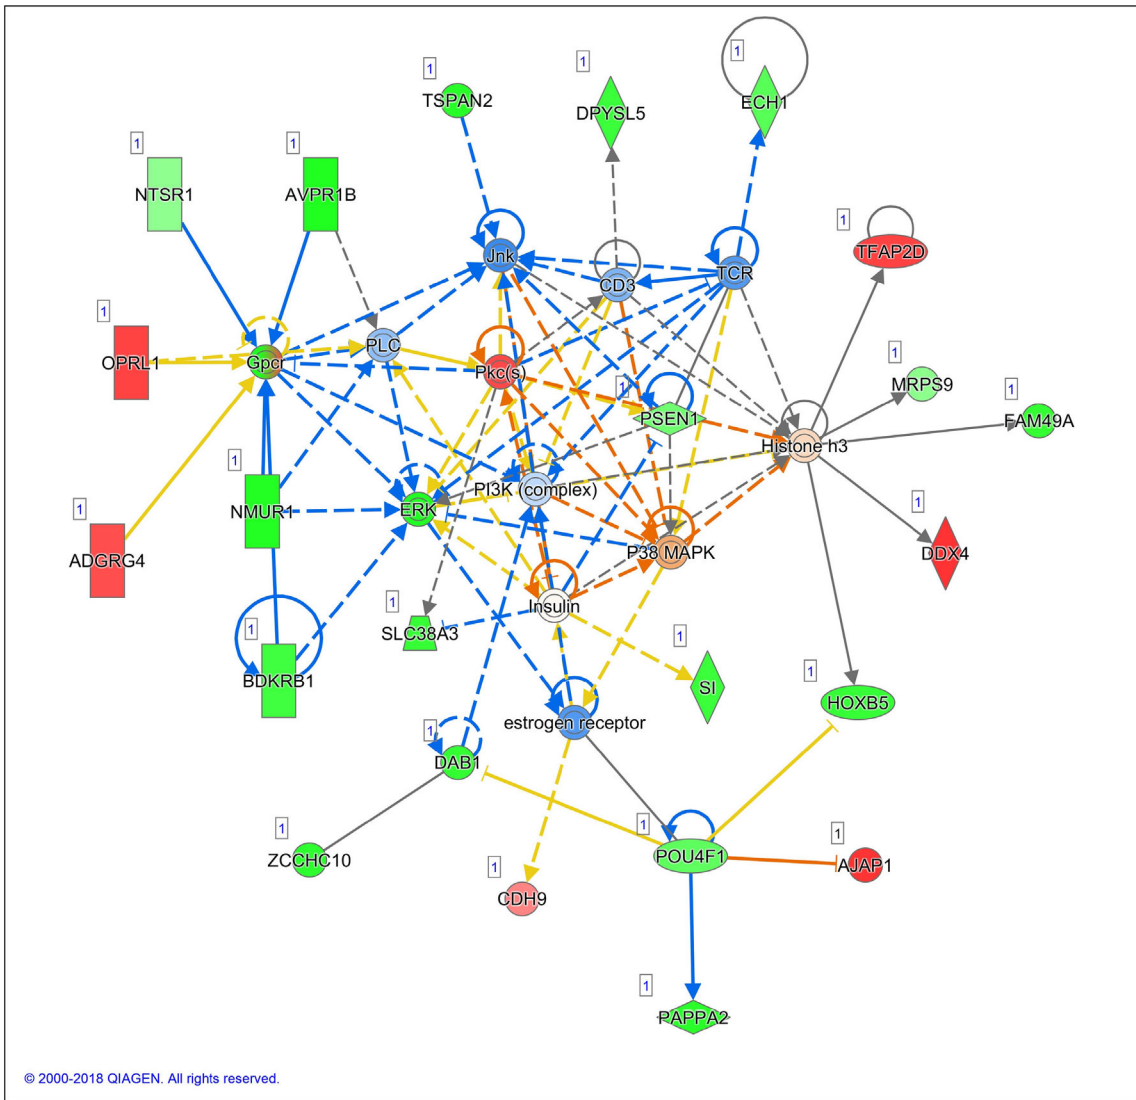 1
TSPAN2
1
DPYSL5
1
ECH1
1
NTSR1
1
AVPR1B
1
TFAP2D
Jnk
CD3
TCR
1
OPRL1
Gpcr
PLC
Pkc(s)
1
PSEN1
1
MRPS9
1
FAM49A
Histone h3
1
NMUR1
ERK
PI3K (complex)
1
ADGRG4
P38 MAPK
1
DDX4
Insulin
1
SLC38A3
1
BDKRB1
1
SI
1
HOXB5
estrogen receptor
1
DAB1
1
ZCCHC10
1
CDH9
1
POU4F1
1
AJAP1
1
PAPPA2
© 2000-2018 QIAGEN. All rights reserved.